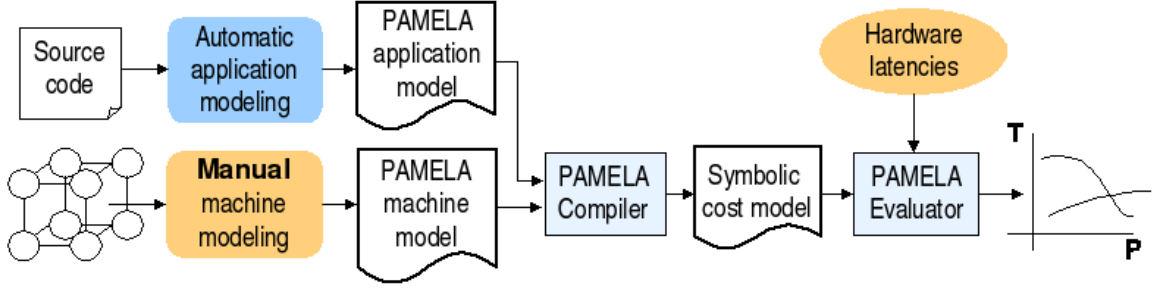 Source
code
Automatic
application
modeling
PAMELA
application
model
Hardware
latencies
Manual
machine
modeling
PAMELA
machine
model
PAMELA
Compiler
Symbolic
cost model
PAMELA
Evaluator
T
P